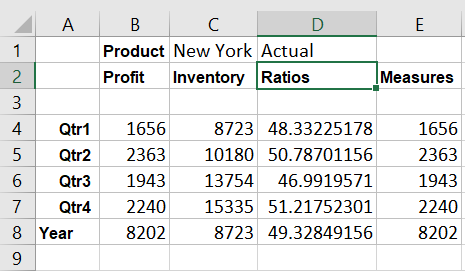 A B C D E
1 Product New York Actual
2 Profit Inventory Ratios Measures
3
4 Qtr1 1656 8723 48.33225178 1656
5 Qtr2 2363 10180 50.78701156 2363
6 Qtr3 1943 13754 46.9919571 1943
7 Qtr4 2240 15335 51.21752301 2240
8 Year 8202 8723 49.32849156 8202
9